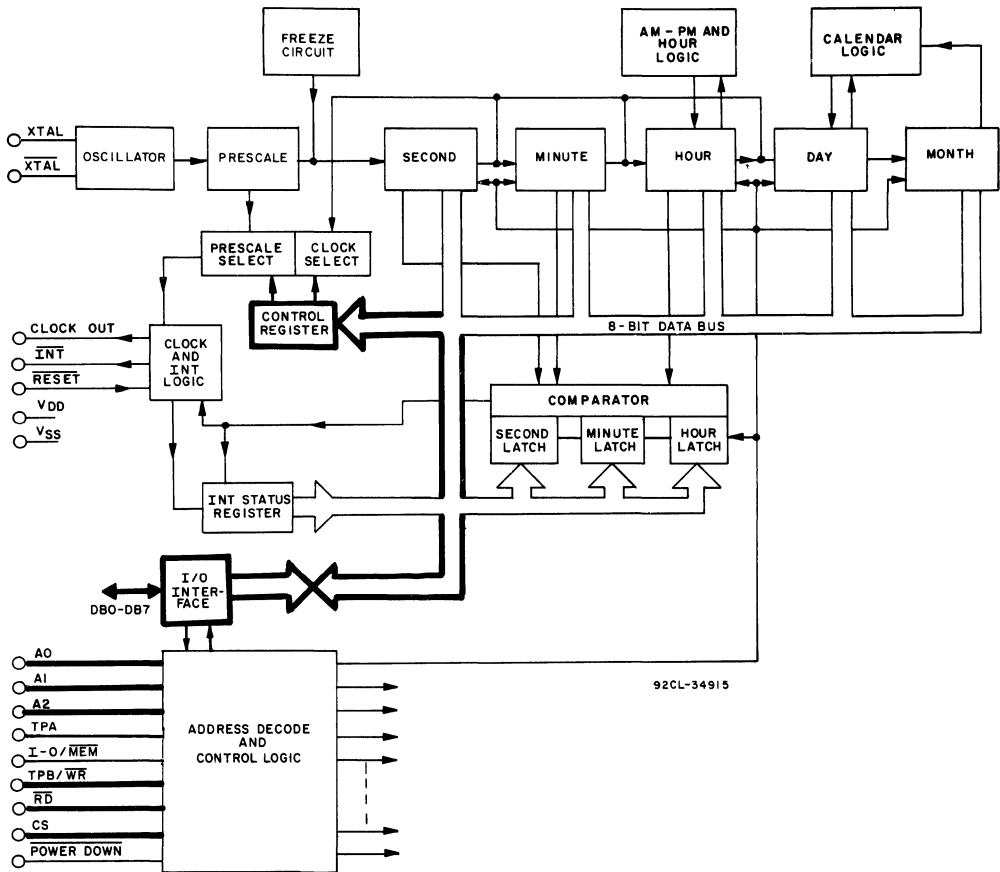 FREEZE
CIRCUIT
AM-PM AND
HOUR
LOGIC
CALENDAR
LOGIC
XTAL
XTAL
OSCILLATOR
PRESCALE
SECOND
MINUTE
HOUR
DAY
MONTH
PRESCALE
SELECT
CLOCK
SELECT
CONTROL
REGISTER
8-BIT DATA BUS
CLOCK OUT
INT
RESET
VDD
VSS
CLOCK
AND
INT
LOGIC
COMPARATOR
SECOND
LATCH
MINUTE
LATCH
HOUR
LATCH
INT STATUS
REGISTER
I/O
INTER-
FACE
DB0-DB7
A0
A1
A2
TPA
I-O/MEM
TPB/WR
RD
CS
POWER DOWN
ADDRESS DECODE
AND
CONTROL LOGIC
92CL-34915